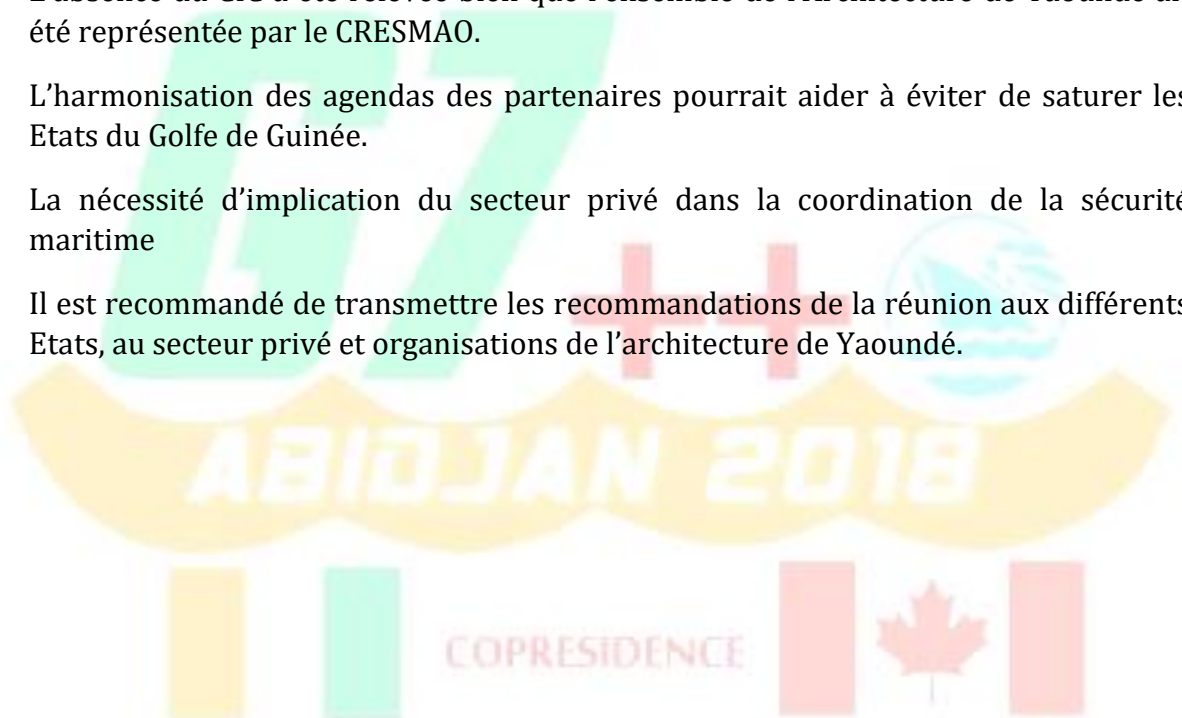 été représentée par le CRESMAO.
L'harmonisation des agendas des partenaires pourrait aider à éviter de saturer les
Etats du Golfe de Guinée.
La nécessité d'implication du secteur privé dans la coordination de la sécurité
maritime
Il est recommandé de transmettre les recommandations de la réunion aux différents
Etats, au secteur privé et organisations de l'architecture de Yaoundé.
G7
++
ABIDJAN 2018
COPRESIDENCE